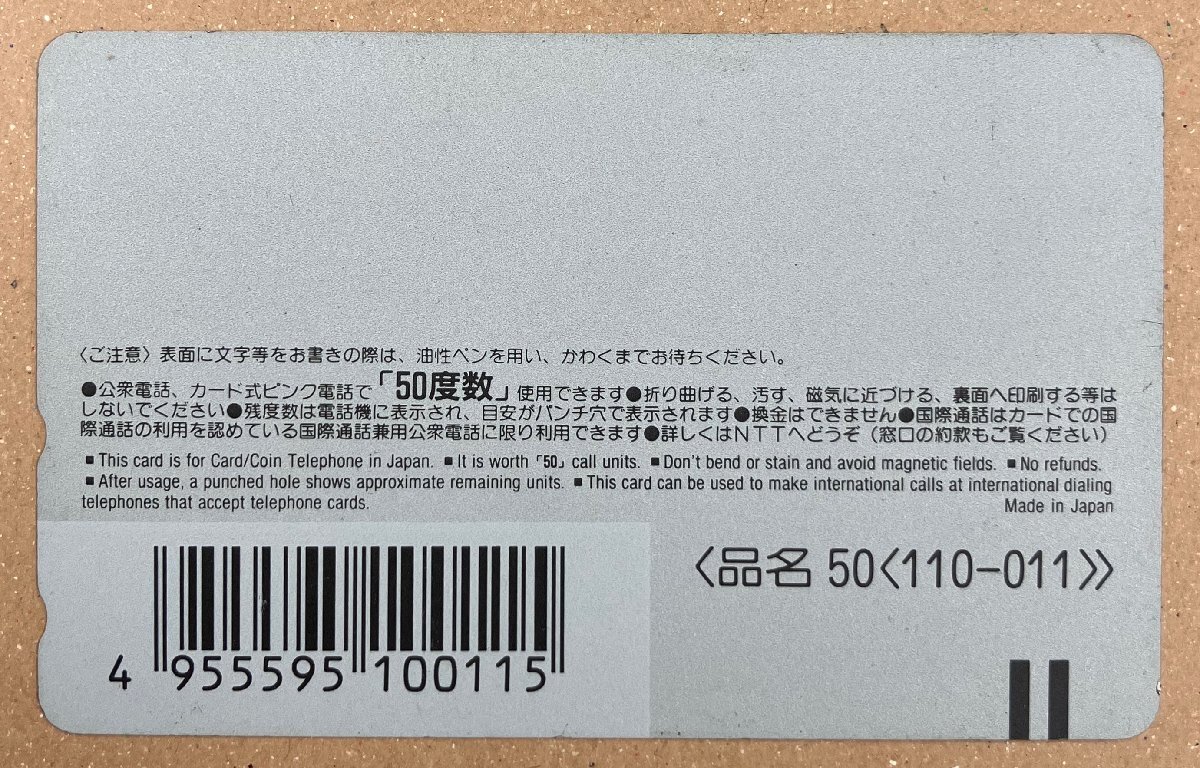 〈ご注意〉表面に文字等をお書きの際は、油性ペンを用い、かわくまでお待ちください。
●公衆電話、カード式ピンク電話で「50度数」使用できます●折り曲げる、汚す、磁気に近づける、裏面へ印刷する等は
しないでください●残度数は電話機に表示され、目安がパンチ穴で表示されます●換金はできません●国際通話はカードでの国
際通話の利用を認めている国際通話兼用公衆電話に限り利用できます●詳しくはNTTへどうぞ（窓口の約款もご覧ください）
■This card is for Card/Coin Telephone in Japan. ■It is worth「50」call units. ■Don't bend or stain and avoid magnetic fields. ■No refunds.
■After usage, a punched hole shows approximate remaining units. ■This card can be used to make international calls at international dialing
telephones that accept telephone cards.
Made in Japan
〈品名 50〈110-011〉〉
4 955595 100115